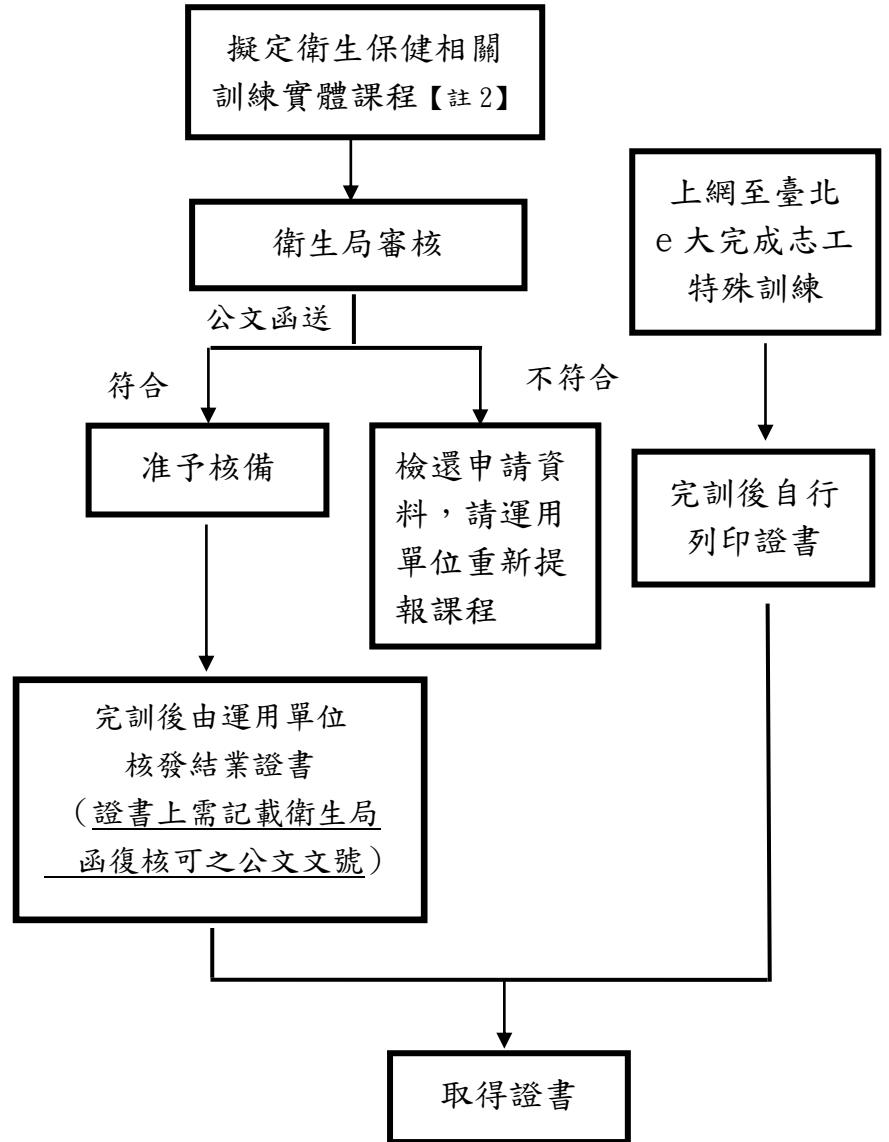 擬定衛生保健相關
訓練實體課程【註 2】
衛生局審核
公文函送
符合
不符合
准予核備
檢還申請資
料，請運用
單位重新提
報課程
完訓後由運用單位
核發結業證書
（證書上需記載衛生局
函復核可之公文文號）
上網至臺北
e 大完成志工
特殊訓練
完訓後自行
列印證書
取得證書